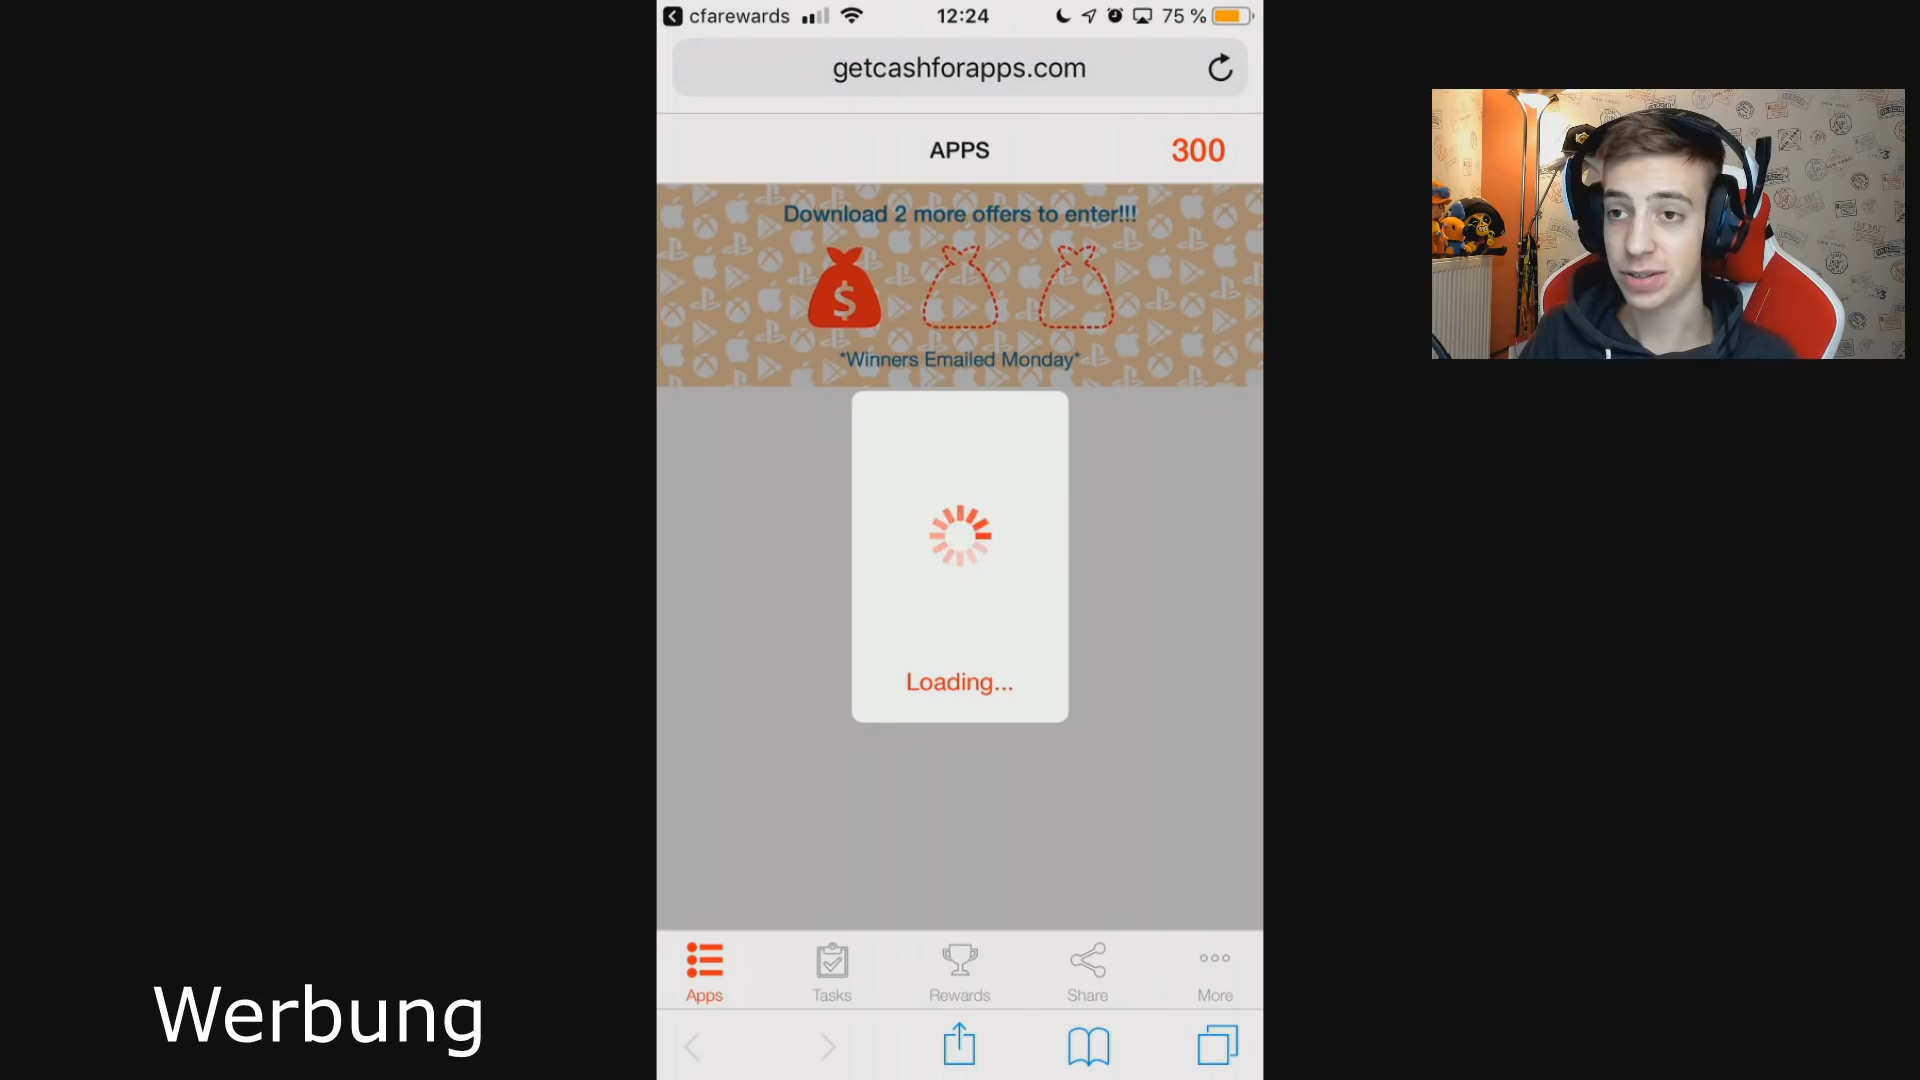 cfarewards
12:24
75 %
getcashforapps.com
APPS
300
Download 2 more offers to enter!!!
$
*Winners Emailed Monday*
Loading...
Apps
Tasks
Rewards
Share
More
Werbung